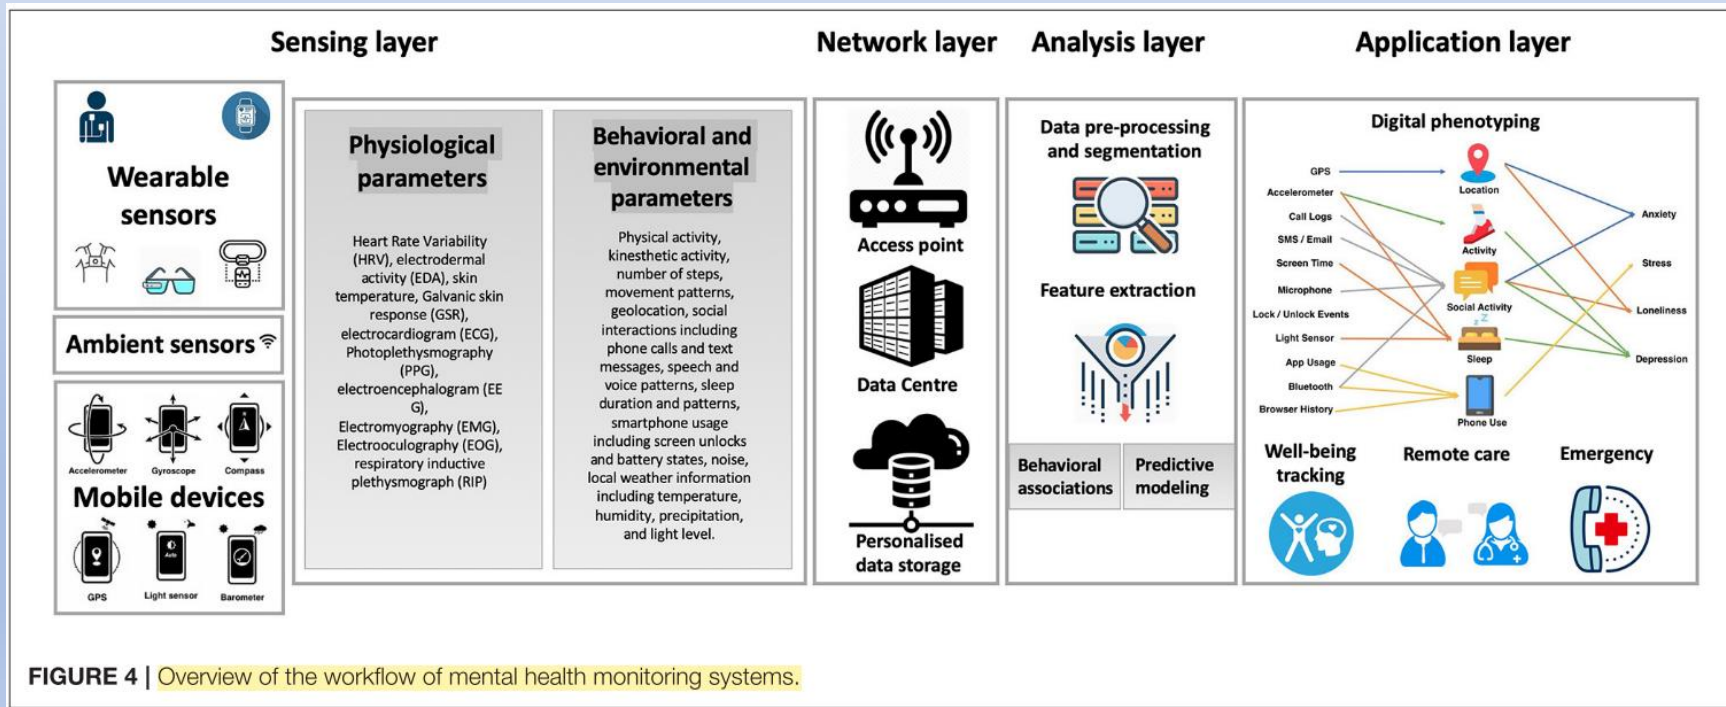 Sensing layer
Network layer
Analysis layer
Application layer
Wearable
sensors
Ambient sensors
Accelerometer
Gyroscope
Compass
Mobile devices
Auto
GPS
Light sensor
Barometer
Physiological
parameters
Heart Rate Variability
(HRV), electrodermal
activity (EDA), skin
temperature, Galvanic skin
response (GSR),
electrocardiogram (ECG),
Photoplethysmography
(PPG),
electroencephalogram (EE
G),
Electromyography (EMG),
Electrooculography (EOG),
respiratory inductive
plethysmograph (RIP)
Behavioral and
environmental
parameters
Physical activity,
kinesthetic activity,
number of steps,
movement patterns,
geolocation, social
interactions including
phone calls and text
messages, speech and
voice patterns, sleep
duration and patterns,
smartphone usage
including screen unlocks
and battery states, noise,
local weather information
including temperature,
humidity, precipitation,
and light level.
Access point
Data Centre
Personalised
data storage
Data pre-processing
and segmentation
Feature extraction
Behavioral
associations
Predictive
modeling
Digital phenotyping
GPS
Accelerometer
Call Logs
SMS / Email
Screen Time
Microphone
Lock / Unlock Events
Light Sensor
App Usage
Bluetooth
Browser History
Location
Activity
Social Activity
z Z
Sleep
Phone Use
Anxiety
Stress
Loneliness
Depression
Well-being
tracking
Remote care
Emergency
FIGURE 4 | Overview of the workflow of mental health monitoring systems.